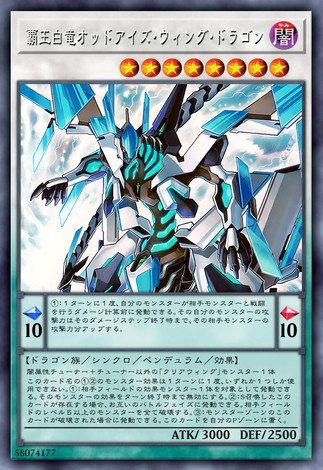 覇王白竜オッドアイズ・ウィング・ドラゴン
やみ
闇
①:1ターンに1度、自分のモンスターが相手モンスターと戦闘
を行うダメージ計算前に発動できる。その自分のモンスターの攻
撃力はそのダメージステップ終了時まで、その相手モンスターの
攻撃力分アップする。
10
10
【ドラゴン族/シンクロ/ペンデュラム/効果】
闇属性チューナー+チューナー以外の「クリアウィング」モンスター1体
このカード名の①②のモンスター効果は1ターンに1度、いずれか1つしか使
用できない。①:相手フィールドの効果モンスター1体を対象として発動でき
る。そのモンスターの効果をターン終了時まで無効にする。②:S召喚したこの
カードが存在する場合、お互いのバトルフェイズに発動できる。相手フィー
ルドのレベル5以上のモンスターを全て破壊する。③:モンスターゾーンのこの
カードが破壊された場合に発動できる。このカードを自分のPゾーンに置く。
ATK/3000 DEF/2500
58074177